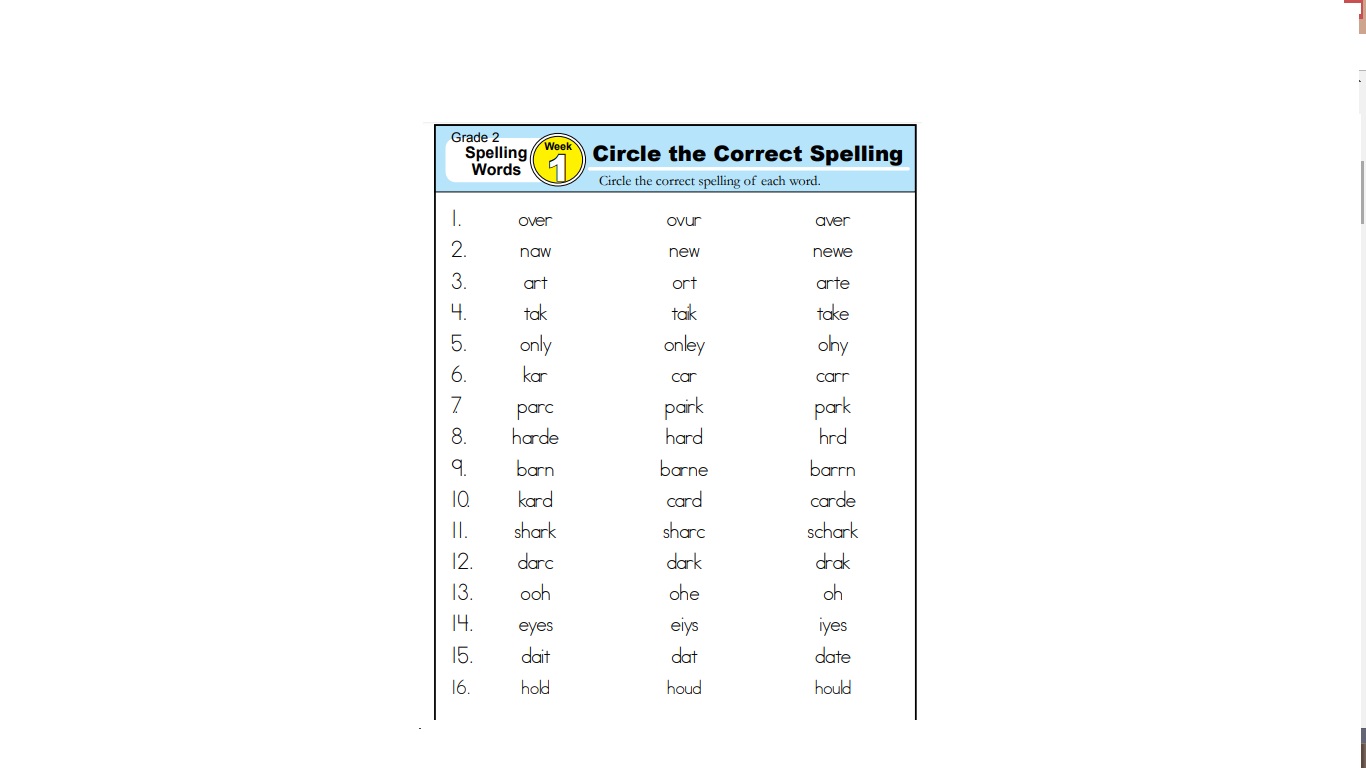 Grade 2
Spelling Words
Week 1
Circle the Correct Spelling
Circle the correct spelling of each word.
1. over ovur aver
2. naw new newe
3. art ort arte
4. tak taik take
5. only onley olny
6. kar car carr
7. parc pairk park
8. harde hard hrd
9. barn barne barrn
10. kard card carde
11. shark sharc schark
12. darc dark drak
13. ooh ohe oh
14. eyes eiys iyes
15. dait dat date
16. hold houd hould